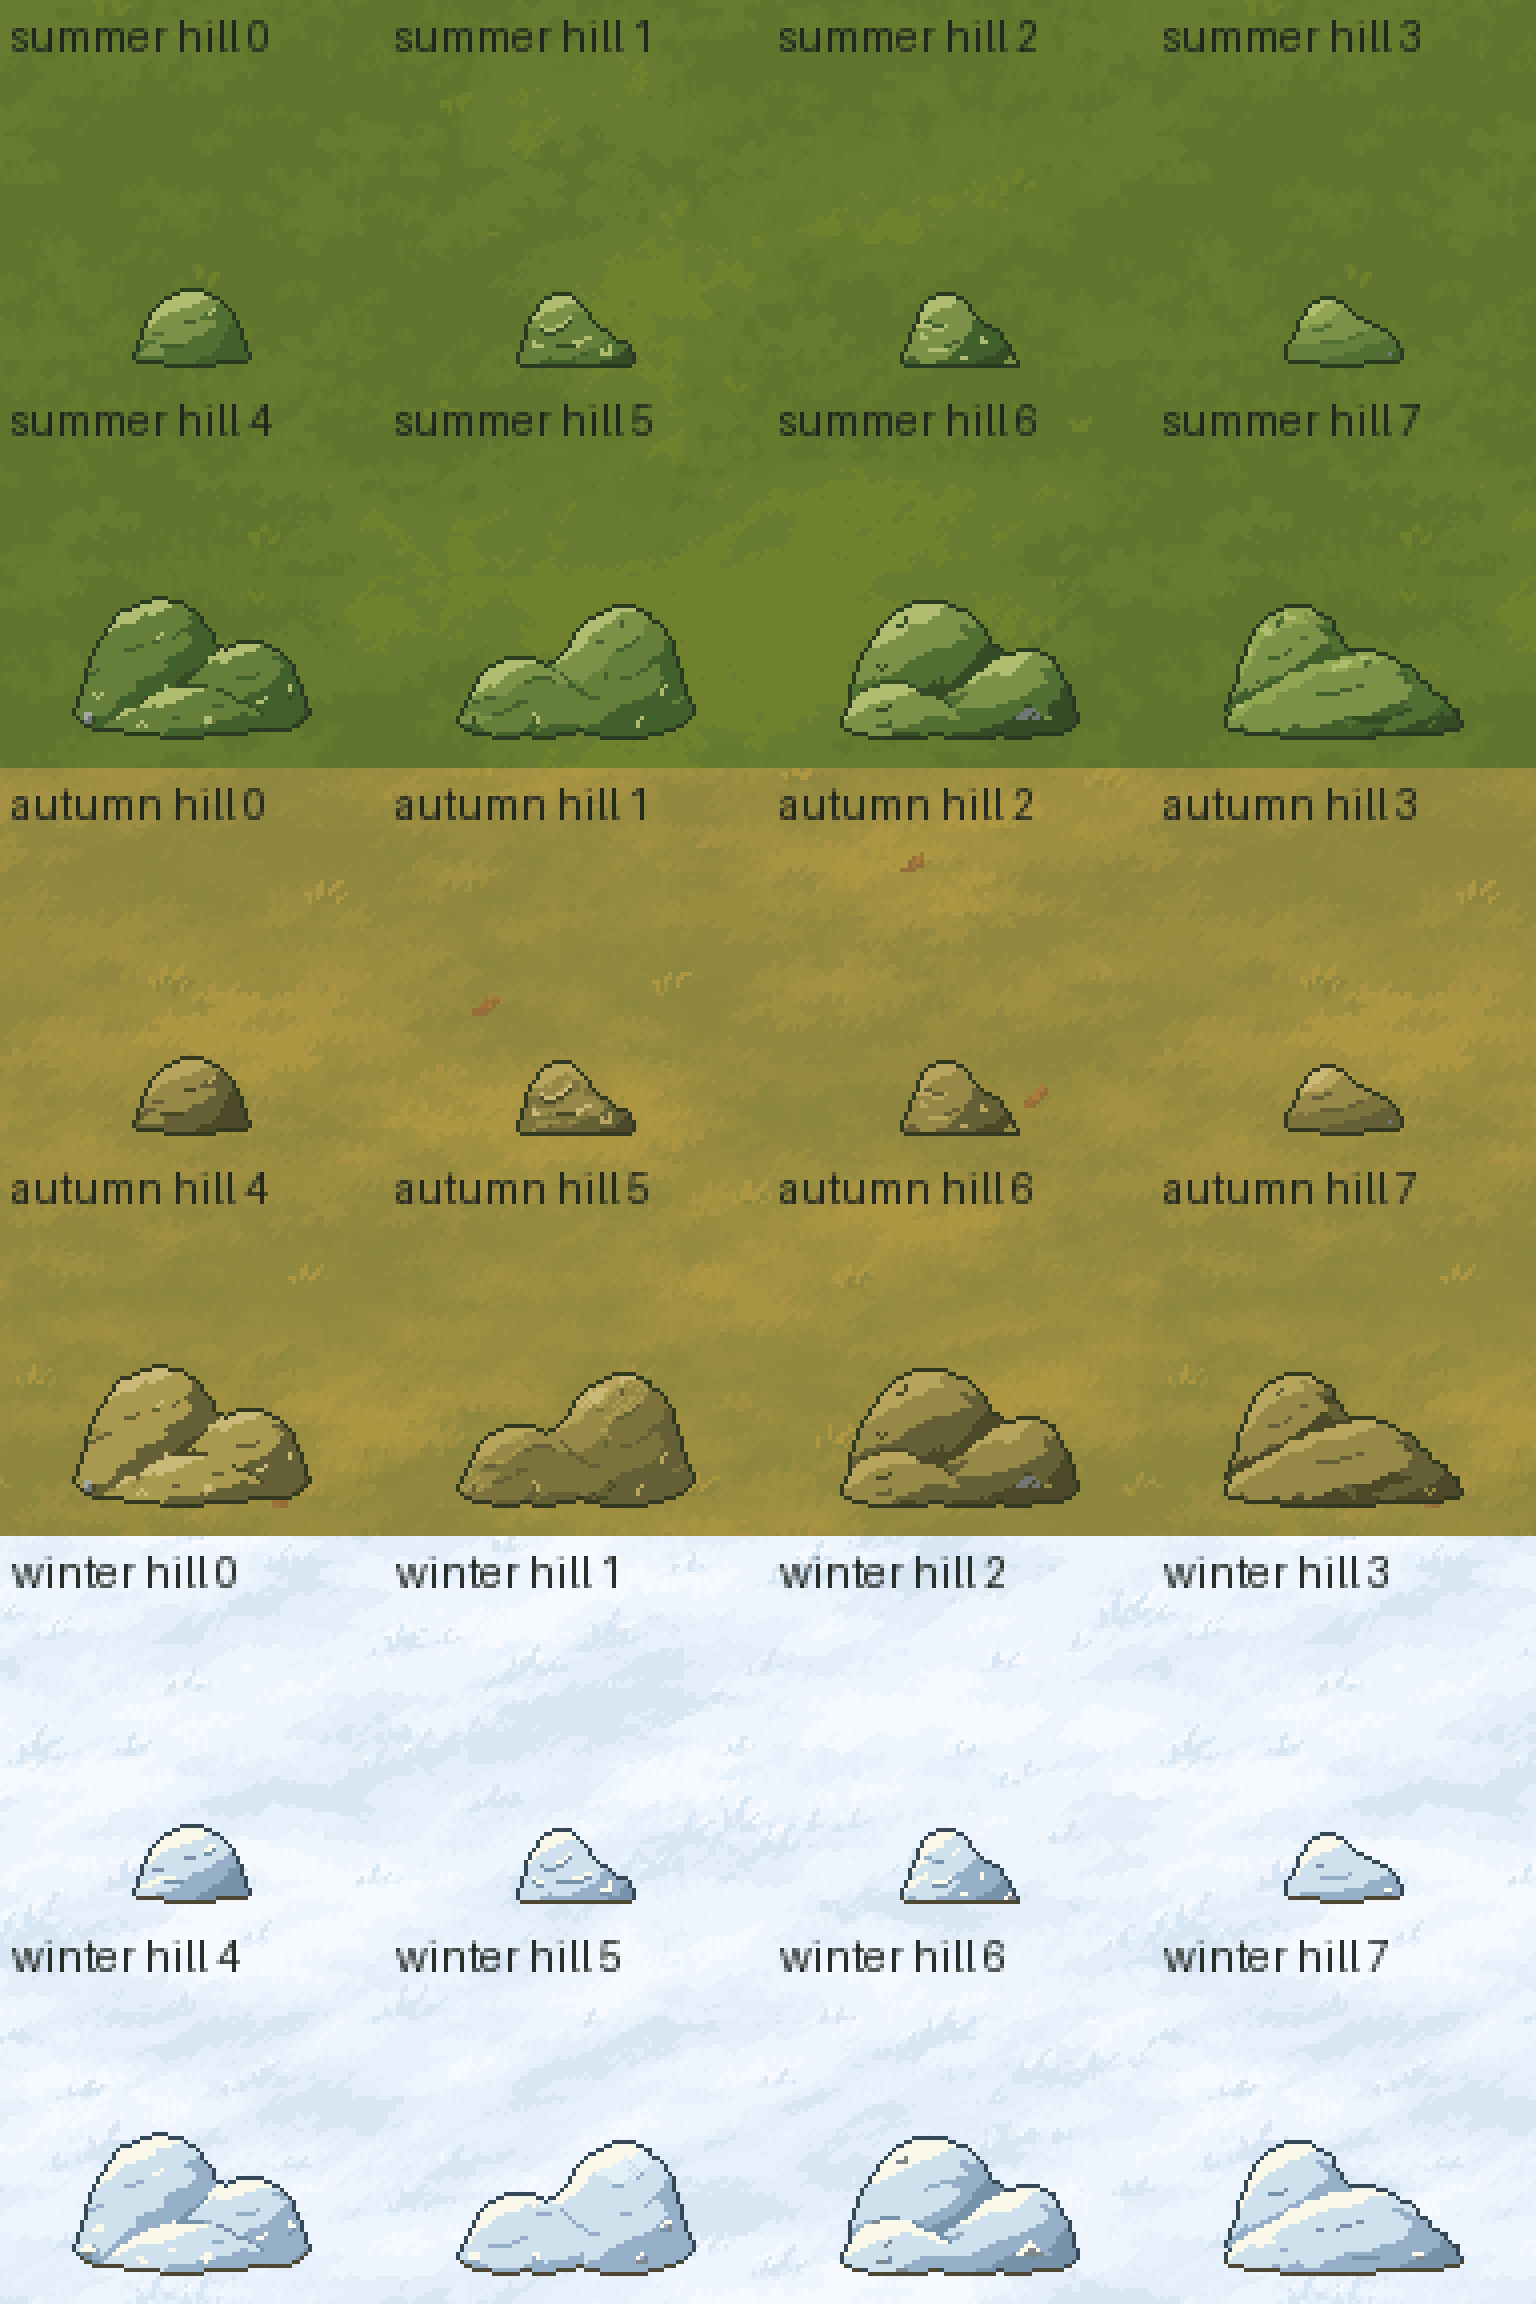 summer hill 0
summer hill 1
summer hill 2
summer hill 3
summer hill 4
summer hill 5
summer hill 6
summer hill 7
autumn hill 0
autumn hill 1
autumn hill 2
autumn hill 3
autumn hill 4
autumn hill 5
autumn hill 6
autumn hill 7
winter hill 0
winter hill 1
winter hill 2
winter hill 3
winter hill 4
winter hill 5
winter hill 6
winter hill 7